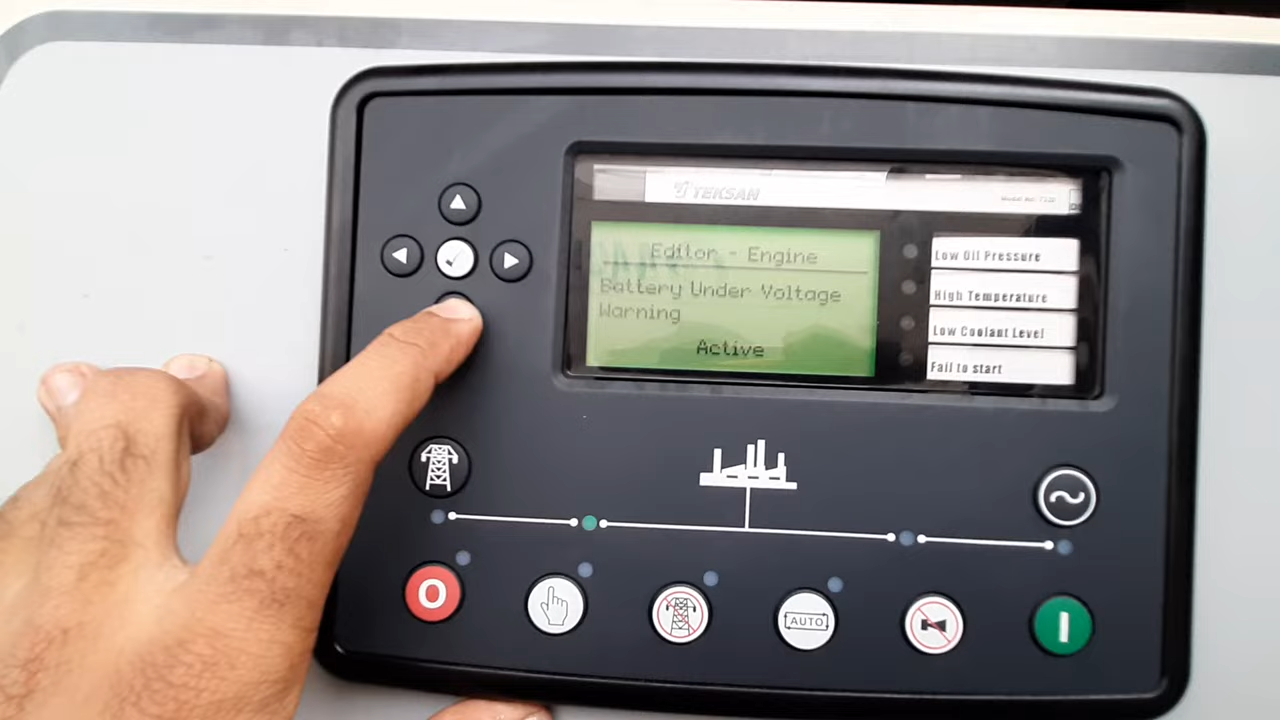 TEKSAN
Editor - Engine
Battery Under Voltage
Warning
Active
Low Oil Pressure
High Temperature
Low Coolant Level
Fail to start
O
AUTO
I